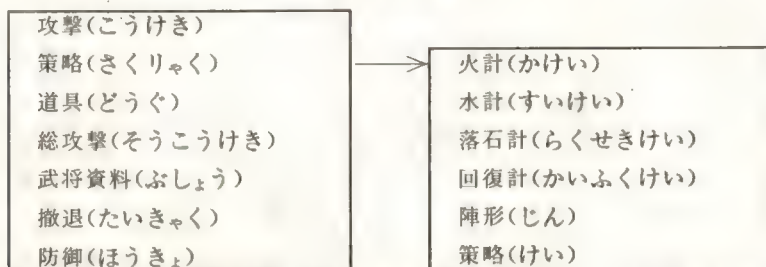 攻撃(こうけき)
策略(さくりゃく)
道具(どうぐ)
総攻撃(そうこうけき)
武将資料(ぶしょう)
撤退(たいきゃく)
防御(ほうきょ)
火計(かけい)
水計(すいけい)
落石計(らくせきけい)
回復計(かいふくけい)
陣形(じん)
策略(けい)